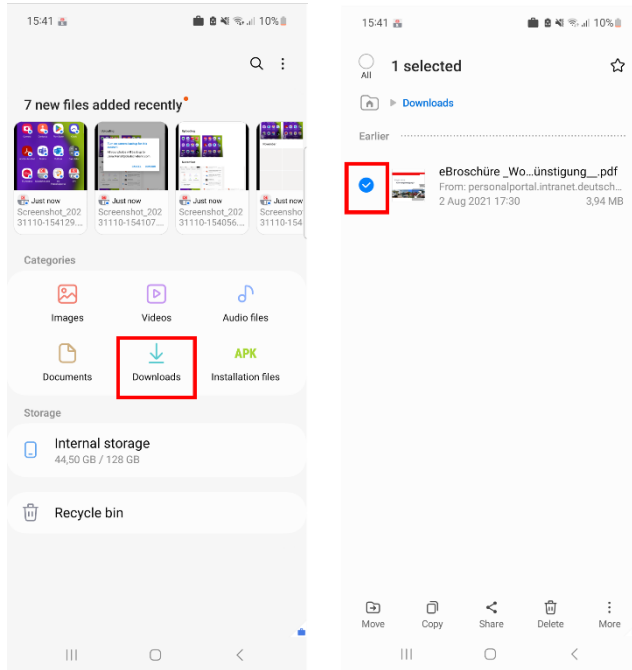 15:41
10%
7 new files added recently
Just now
Screenshot_202
31110-154129...
Just now
Screenshot_202
31110-154107...
Just now
Screenshot_202
31110-154056...
Just now
Screenshot_202
31110-154
Categories
Images
Videos
Audio files
Documents
Downloads
APK
Installation files
Storage
Internal storage
44,50 GB / 128 GB
Recycle bin
15:41
10%
All
1 selected
Downloads
Earlier
eBroschüre _Wo...ünstigung__.pdf
From: personalportal.intranet.deutsch...
2 Aug 2021 17:30
3,94 MB
Move
Copy
Share
Delete
More